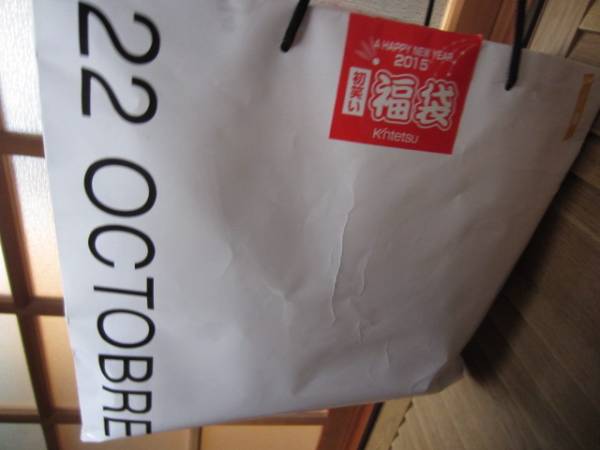 22 OCTOBRE
A HAPPY NEW YEAR
2015
初笑い
福袋
Kintetsu